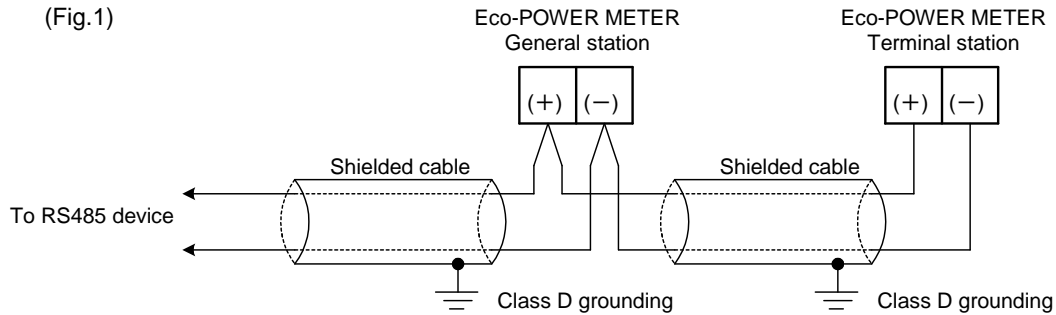 (Fig.1)
Eco-POWER METER
General station
Eco-POWER METER
Terminal station
(+)
(−)
(+)
(−)
Shielded cable
Shielded cable
To RS485 device
Class D grounding
Class D grounding